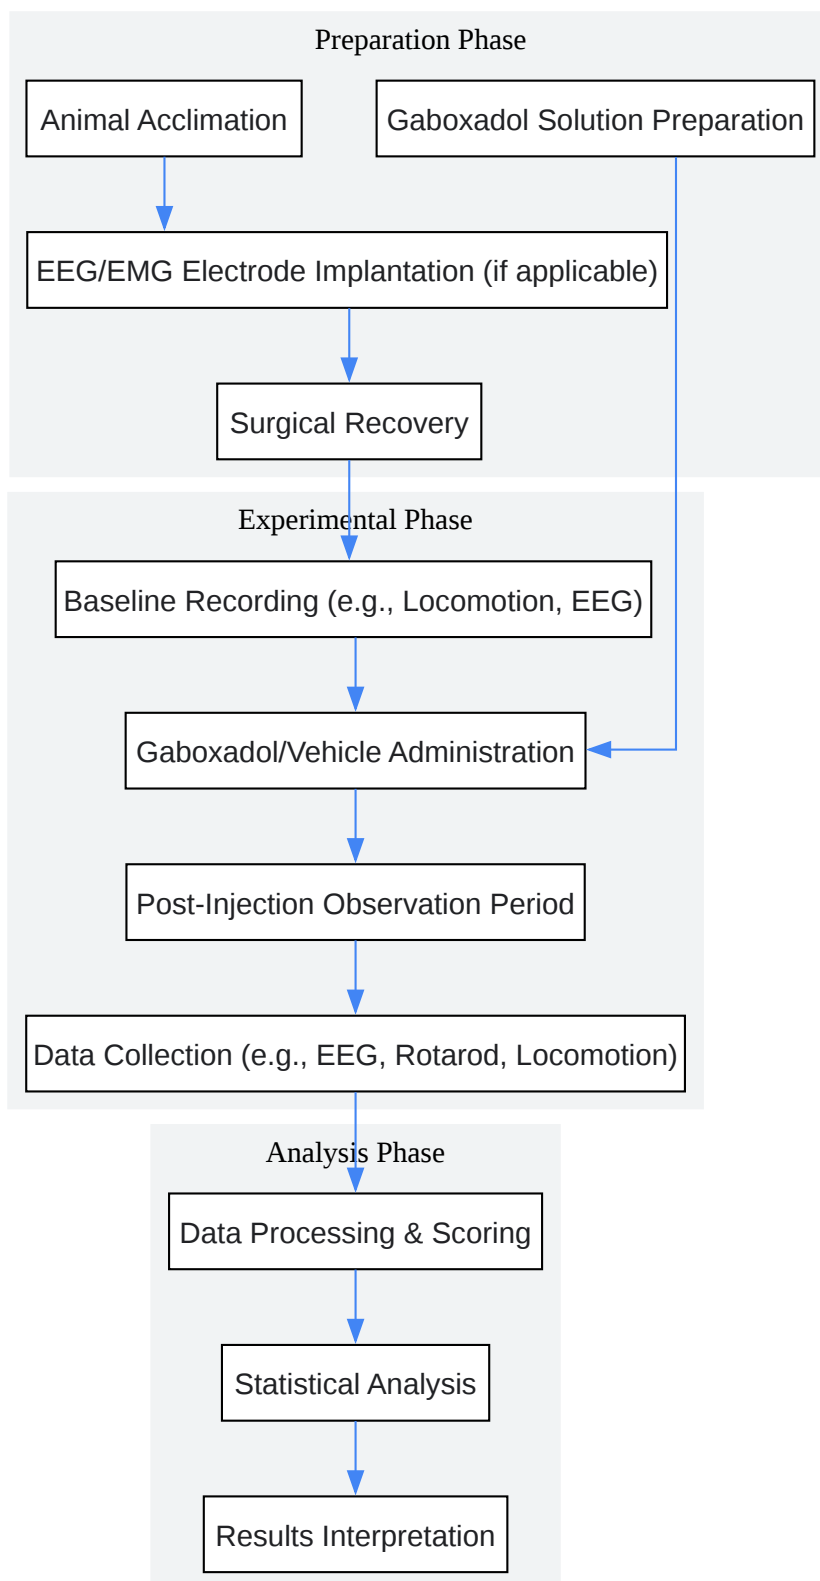 Preparation Phase
Animal Acclimation
Gaboxadol Solution Preparation
EEG/EMG Electrode Implantation (if applicable)
Surgical Recovery
Experimental Phase
Baseline Recording (e.g., Locomotion, EEG)
Gaboxadol/Vehicle Administration
Post-Injection Observation Period
Data Collection (e.g., EEG, Rotarod, Locomotion)
Analysis Phase
Data Processing & Scoring
Statistical Analysis
Results Interpretation